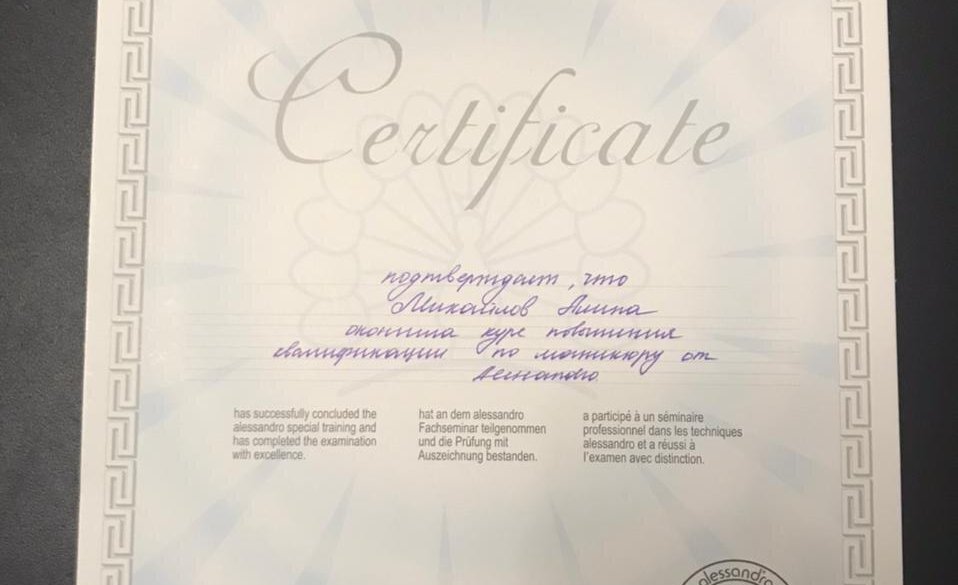 Certificate
подтверждает, что
Михайлов Алина
окончила курс повышения
квалификации по маникюру от
Alessandro
has successfully concluded the
alessandro special training and
has completed the examination
with excellence.
hat an dem alessandro
Fachseminar teilgenommen
und die Prüfung mit
Auszeichnung bestanden.
a participé à un séminaire
professionnel dans les techniques
alessandro et a réussi à
l'examen avec distinction.
alessandro